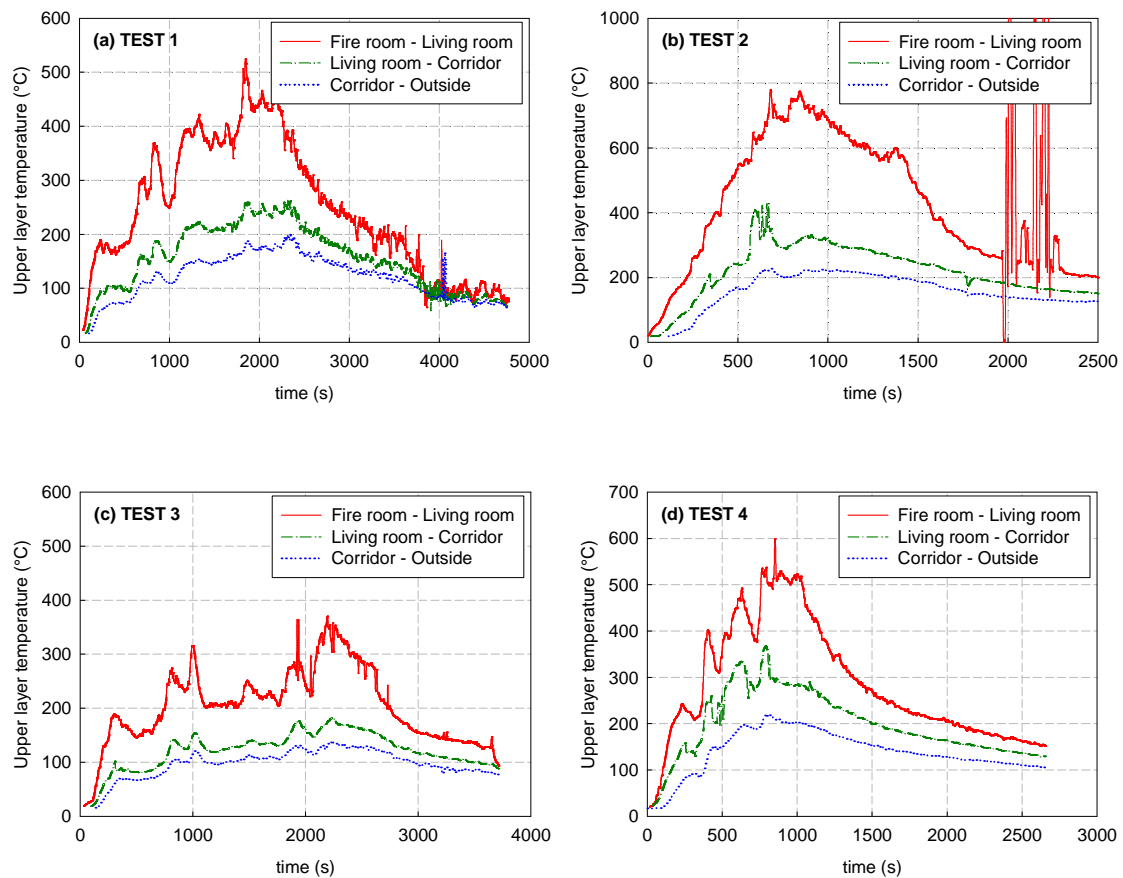 (a) TEST 1
Fire room - Living room
Living room - Corridor
Corridor - Outside
Upper layer temperature (°C)
600
500
400
300
200
100
0
0 1000 2000 3000 4000 5000
time (s)
(b) TEST 2
Fire room - Living room
Living room - Corridor
Corridor - Outside
Upper layer temperature (°C)
1000
800
600
400
200
0
0 500 1000 1500 2000 2500
time (s)
(c) TEST 3
Fire room - Living room
Living room - Corridor
Corridor - Outside
Upper layer temperature (°C)
600
500
400
300
200
100
0
0 1000 2000 3000 4000
time (s)
(d) TEST 4
Fire room - Living room
Living room - Corridor
Corridor - Outside
Upper layer temperature (°C)
700
600
500
400
300
200
100
0
0 500 1000 1500 2000 2500 3000
time (s)